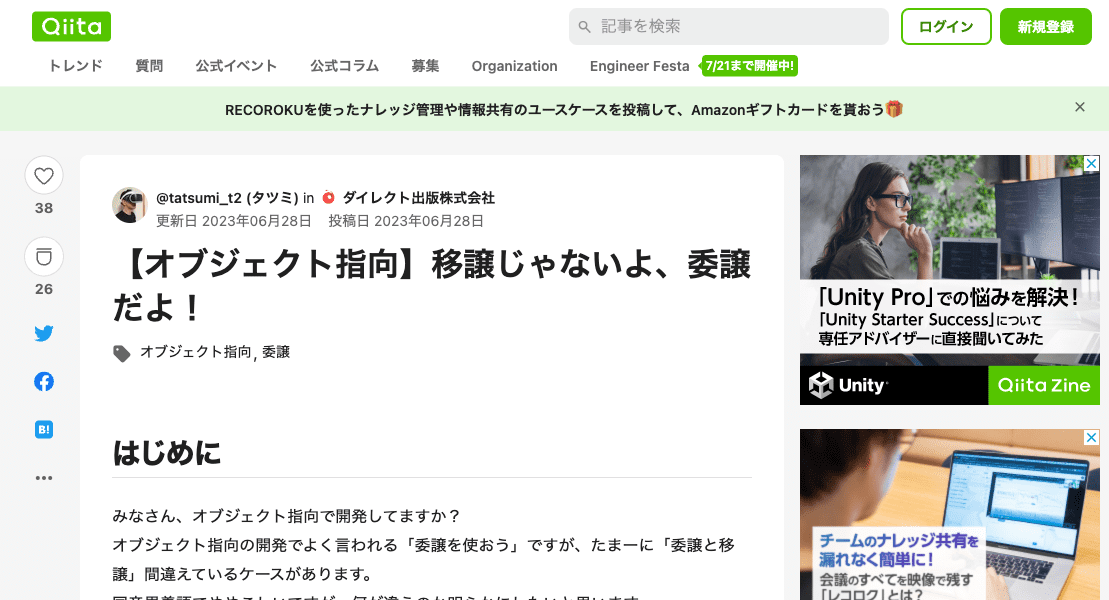 Qiita
記事を検索
ログイン
新規登録
トレンド 質問 公式イベント 公式コラム 募集 Organization Engineer Festa 7/21まで開催中!
RECOROKUを使ったナレッジ管理や情報共有のユースケースを投稿して、Amazonギフトカードを貰おう
38
26
B!
@tatsumi_t2 (タツミ) in ダイレクト出版株式会社
更新日 2023年06月28日 投稿日 2023年06月28日
【オブジェクト指向】移譲じゃないよ、委譲
だよ！
オブジェクト指向, 委譲
はじめに
みなさん、オブジェクト指向で開発してますか？
オブジェクト指向の開発でよく言われる「委譲を使おう」ですが、たまーに「委譲と移
譲」間違えているケースがあります。
「Unity Pro」での悩みを解決！
「Unity Starter Success」について
専任アドバイザーに直接聞いてみた
Unity
Qiita Zine
チームのナレッジ共有を
漏れなく簡単に！
会議のすべてを映像で残す
「レコロク」とは？